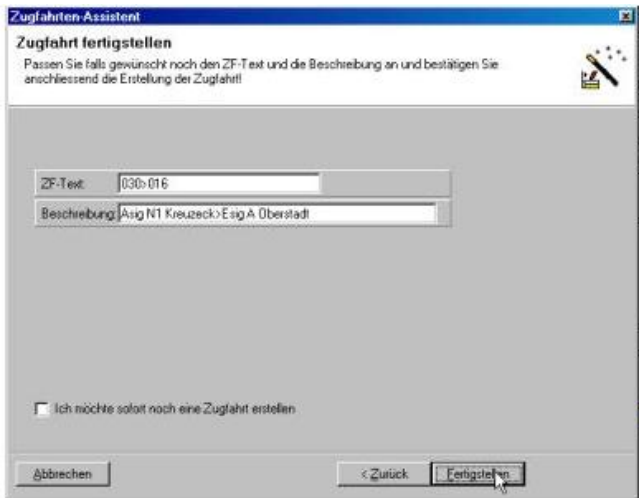 Zugfahrten-Assistent
Zugfahrt fertigstellen
Passen Sie falls gewünscht noch den ZF-Text und die Beschreibung an und bestätigen Sie
anschliessend die Erstellung der Zugfahrt!
ZF-Text: 030>016
Beschreibung: Asig N1 Kreuzeck>Esig A Oberstadt
Ich möchte sofort noch eine Zugfahrt erstellen
Abbrechen < Zurück Fertigstellen